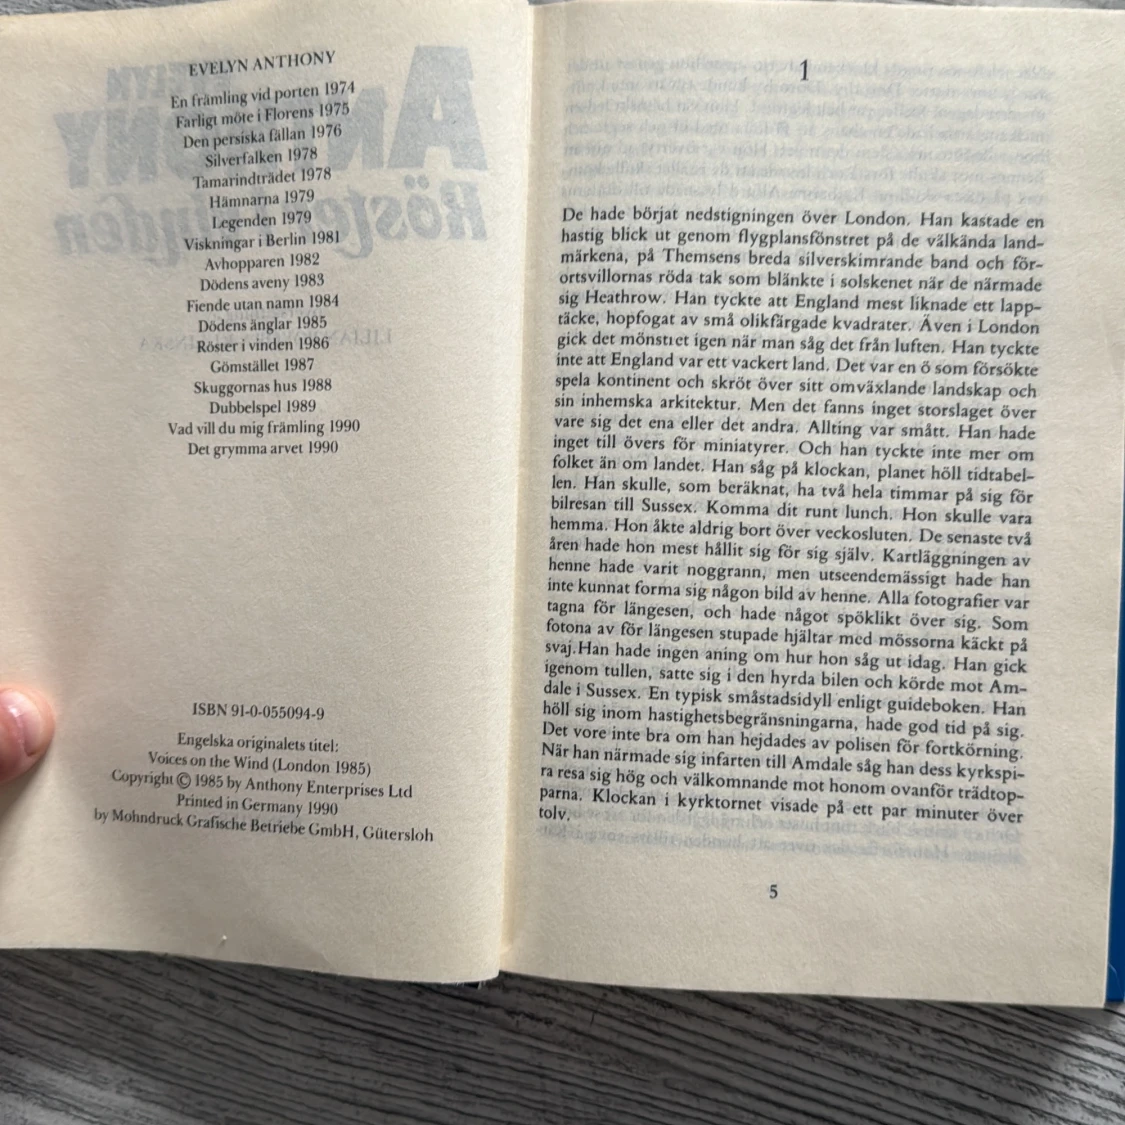 EVELYN ANTHONY
En främling vid porten 1974
Farligt möte i Florens 1975
Den persiska fällan 1976
Silverfalken 1978
Tamarindträdet 1978
Hämnarna 1979
Legenden 1979
Viskningar i Berlin 1981
Avhopparen 1982
Dödens aveny 1983
Fiende utan namn 1984
Dödens änglar 1985
Röster i vinden 1986
Gömstället 1987
Skuggornas hus 1988
Dubbelspel 1989
Vad vill du mig främling 1990
Det grymma arvet 1990
ISBN 91-0-055094-9
Engelska originalets titel:
Voices on the Wind (London 1985)
Copyright © 1985 by Anthony Enterprises Ltd
Printed in Germany 1990
by Mohndruck Grafische Betriebe GmbH, Gütersloh
1
De hade börjat nedstigningen över London. Han kastade en
hastig blick ut genom flygplansfönstret på de välkända land-
märkena, på Themsens breda silverskimrande band och för-
ortsvillornas röda tak som blänkte i solskenet när de närmade
sig Heathrow. Han tyckte att England mest liknade ett lapp-
täcke, hopfogat av små olikfärgade kvadrater. Även i London
gick det mönstret igen när man såg det från luften. Han tyckte
inte att England var ett vackert land. Det var en ö som försökte
spela kontinent och skröt över sitt omväxlande landskap och
sin inhemska arkitektur. Men det fanns inget storslaget över
vare sig det ena eller det andra. Allting var smått. Han hade
inget till övers för miniatyrer. Och han tyckte inte mer om
folket än om landet. Han såg på klockan, planet höll tidtabel-
len. Han skulle, som beräknat, ha två hela timmar på sig för
bilresan till Sussex. Komma dit runt lunch. Hon skulle vara
hemma. Hon åkte aldrig bort över veckosluten. De senaste två
åren hade hon mest hållit sig för sig själv. Kartläggningen av
henne hade varit noggrann, men utseendemässigt hade han
inte kunnat forma sig någon bild av henne. Alla fotografier var
tagna för längesen, och hade något spöklikt över sig. Som
fotona av för längesen stupade hjältar med mössorna käckt på
svaj.Han hade ingen aning om hur hon såg ut idag. Han gick
igenom tullen, satte sig i den hyrda bilen och körde mot Am-
dale i Sussex. En typisk småstadsidyll enligt guideboken. Han
höll sig inom hastighetsbegränsningarna, hade god tid på sig.
Det vore inte bra om han hejdades av polisen för fortkörning.
När han närmade sig infarten till Amdale såg han dess kyrkspi-
ra resa sig hög och välkomnande mot honom ovanför trädtop-
parna. Klockan i kyrktornet visade på ett par minuter över
tolv.
5